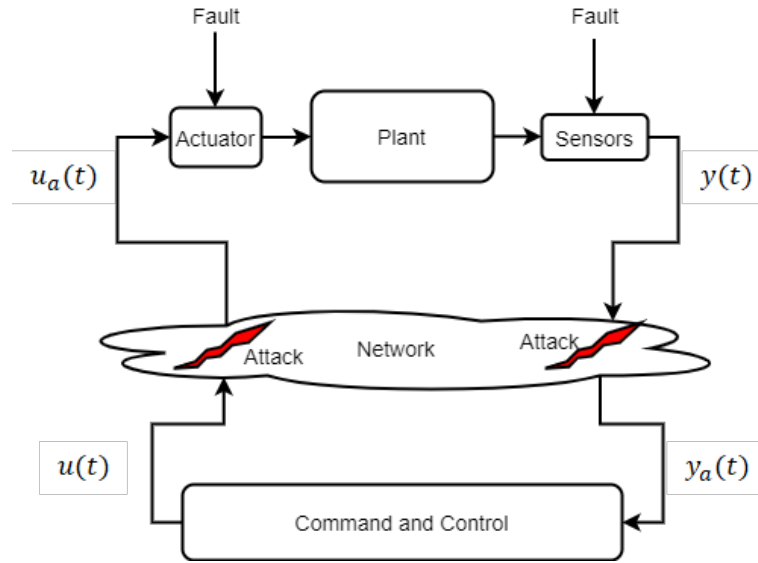 Fault
Fault
Actuator
Plant
Sensors
u_a(t)
y(t)
Attack
Network
Attack
u(t)
y_a(t)
Command and Control